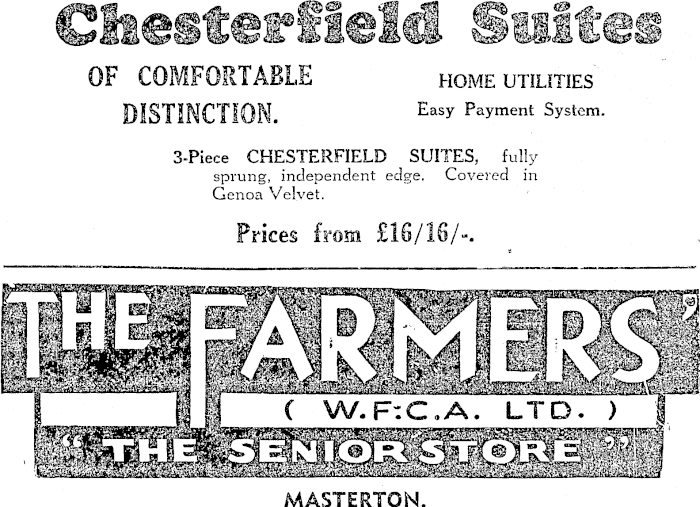 Chesterfield Suites
OF COMFORTABLE
DISTINCTION.
HOME UTILITIES
Easy Payment System.
3-Piece CHESTERFIELD SUITES, fully
sprung, independent edge. Covered in
Genoa Velvet.
Prices from £16/16/-.
THE FARMERS'
( W.F:C.A. LTD. )
“ THE SENIOR STORE ”
MASTERTON.